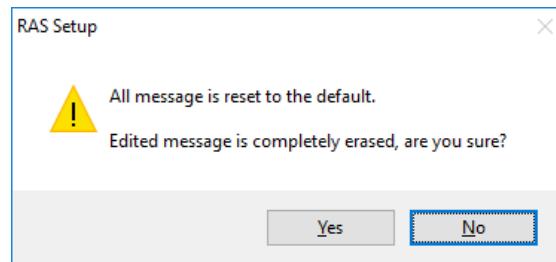 RAS Setup
All message is reset to the default.
Edited message is completely erased, are you sure?
Yes
No